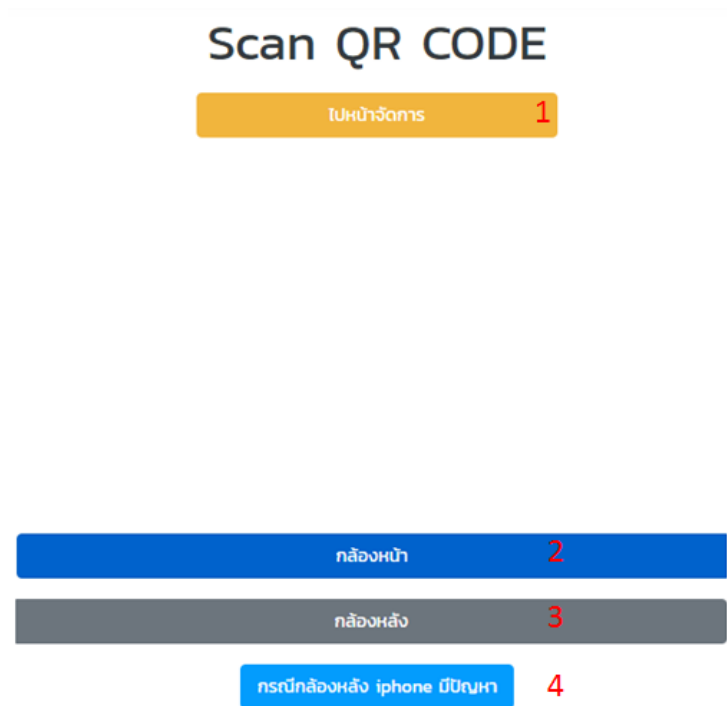 Scan QR CODE
ไปหน้าจัดการ 1
กล้องหน้า 2
กล้องหลัง 3
กรณีกล้องหลัง iphone มีปัญหา 4